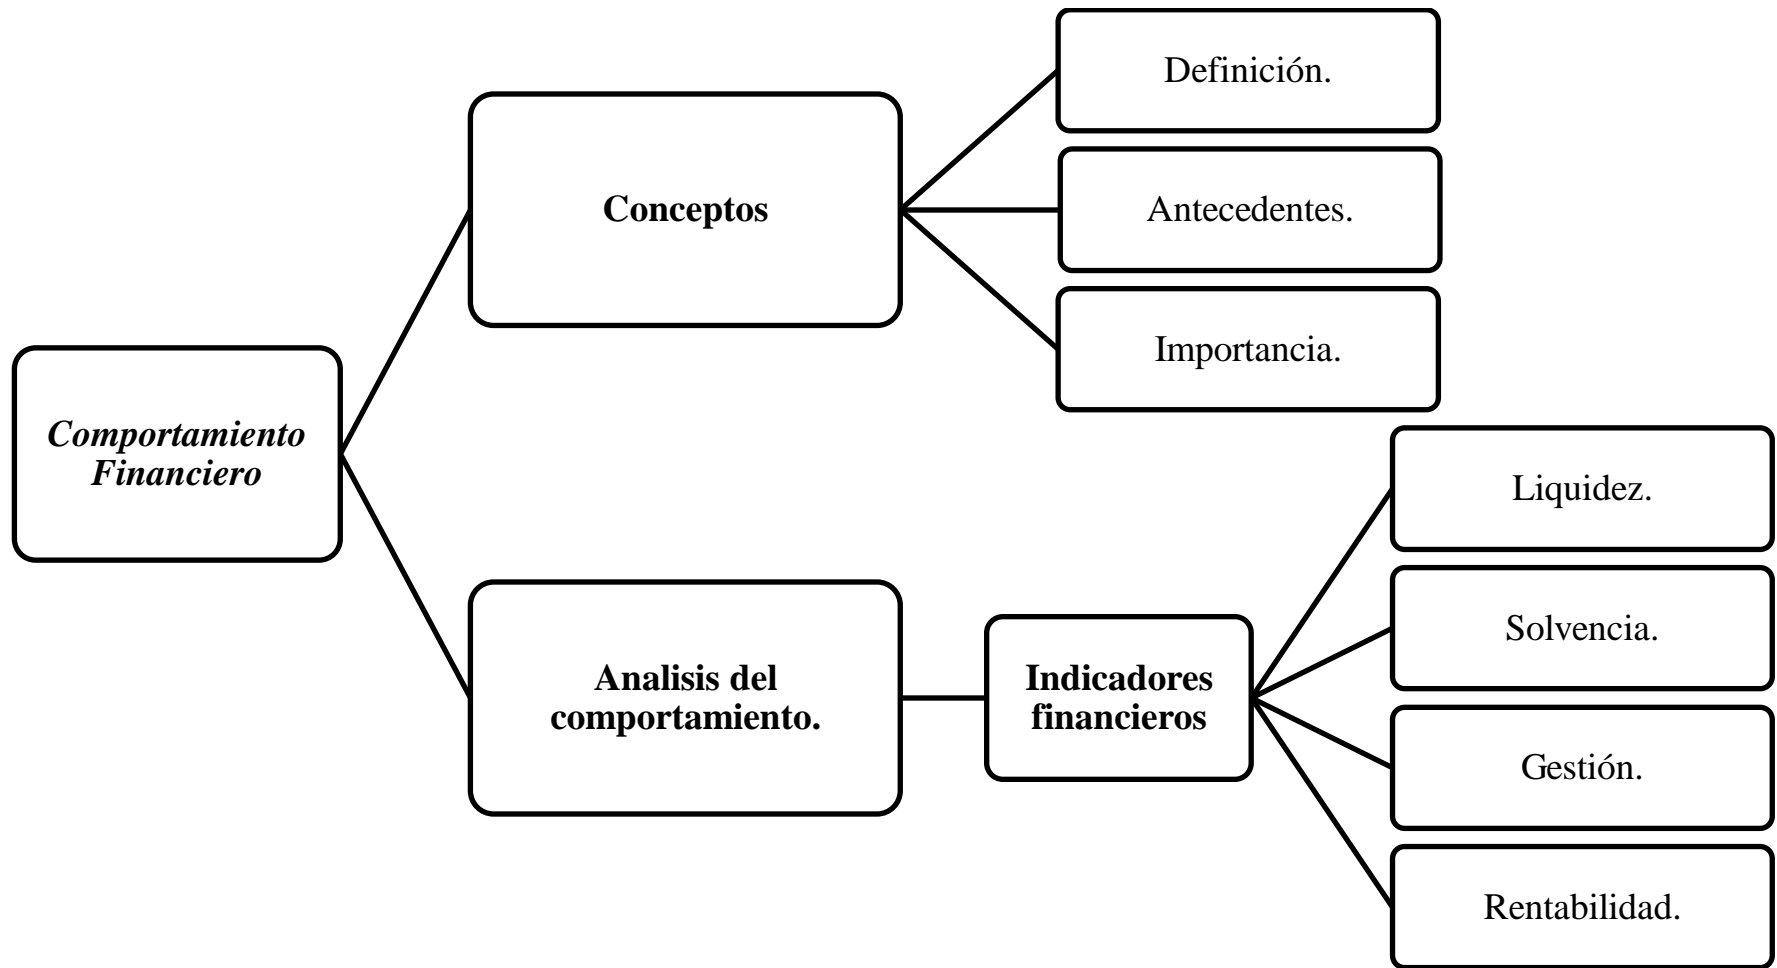 Comportamiento
Financiero
Conceptos
Definición.
Antecedentes.
Importancia.
Analisis del
comportamiento.
Indicadores
financieros
Liquidez.
Solvencia.
Gestión.
Rentabilidad.